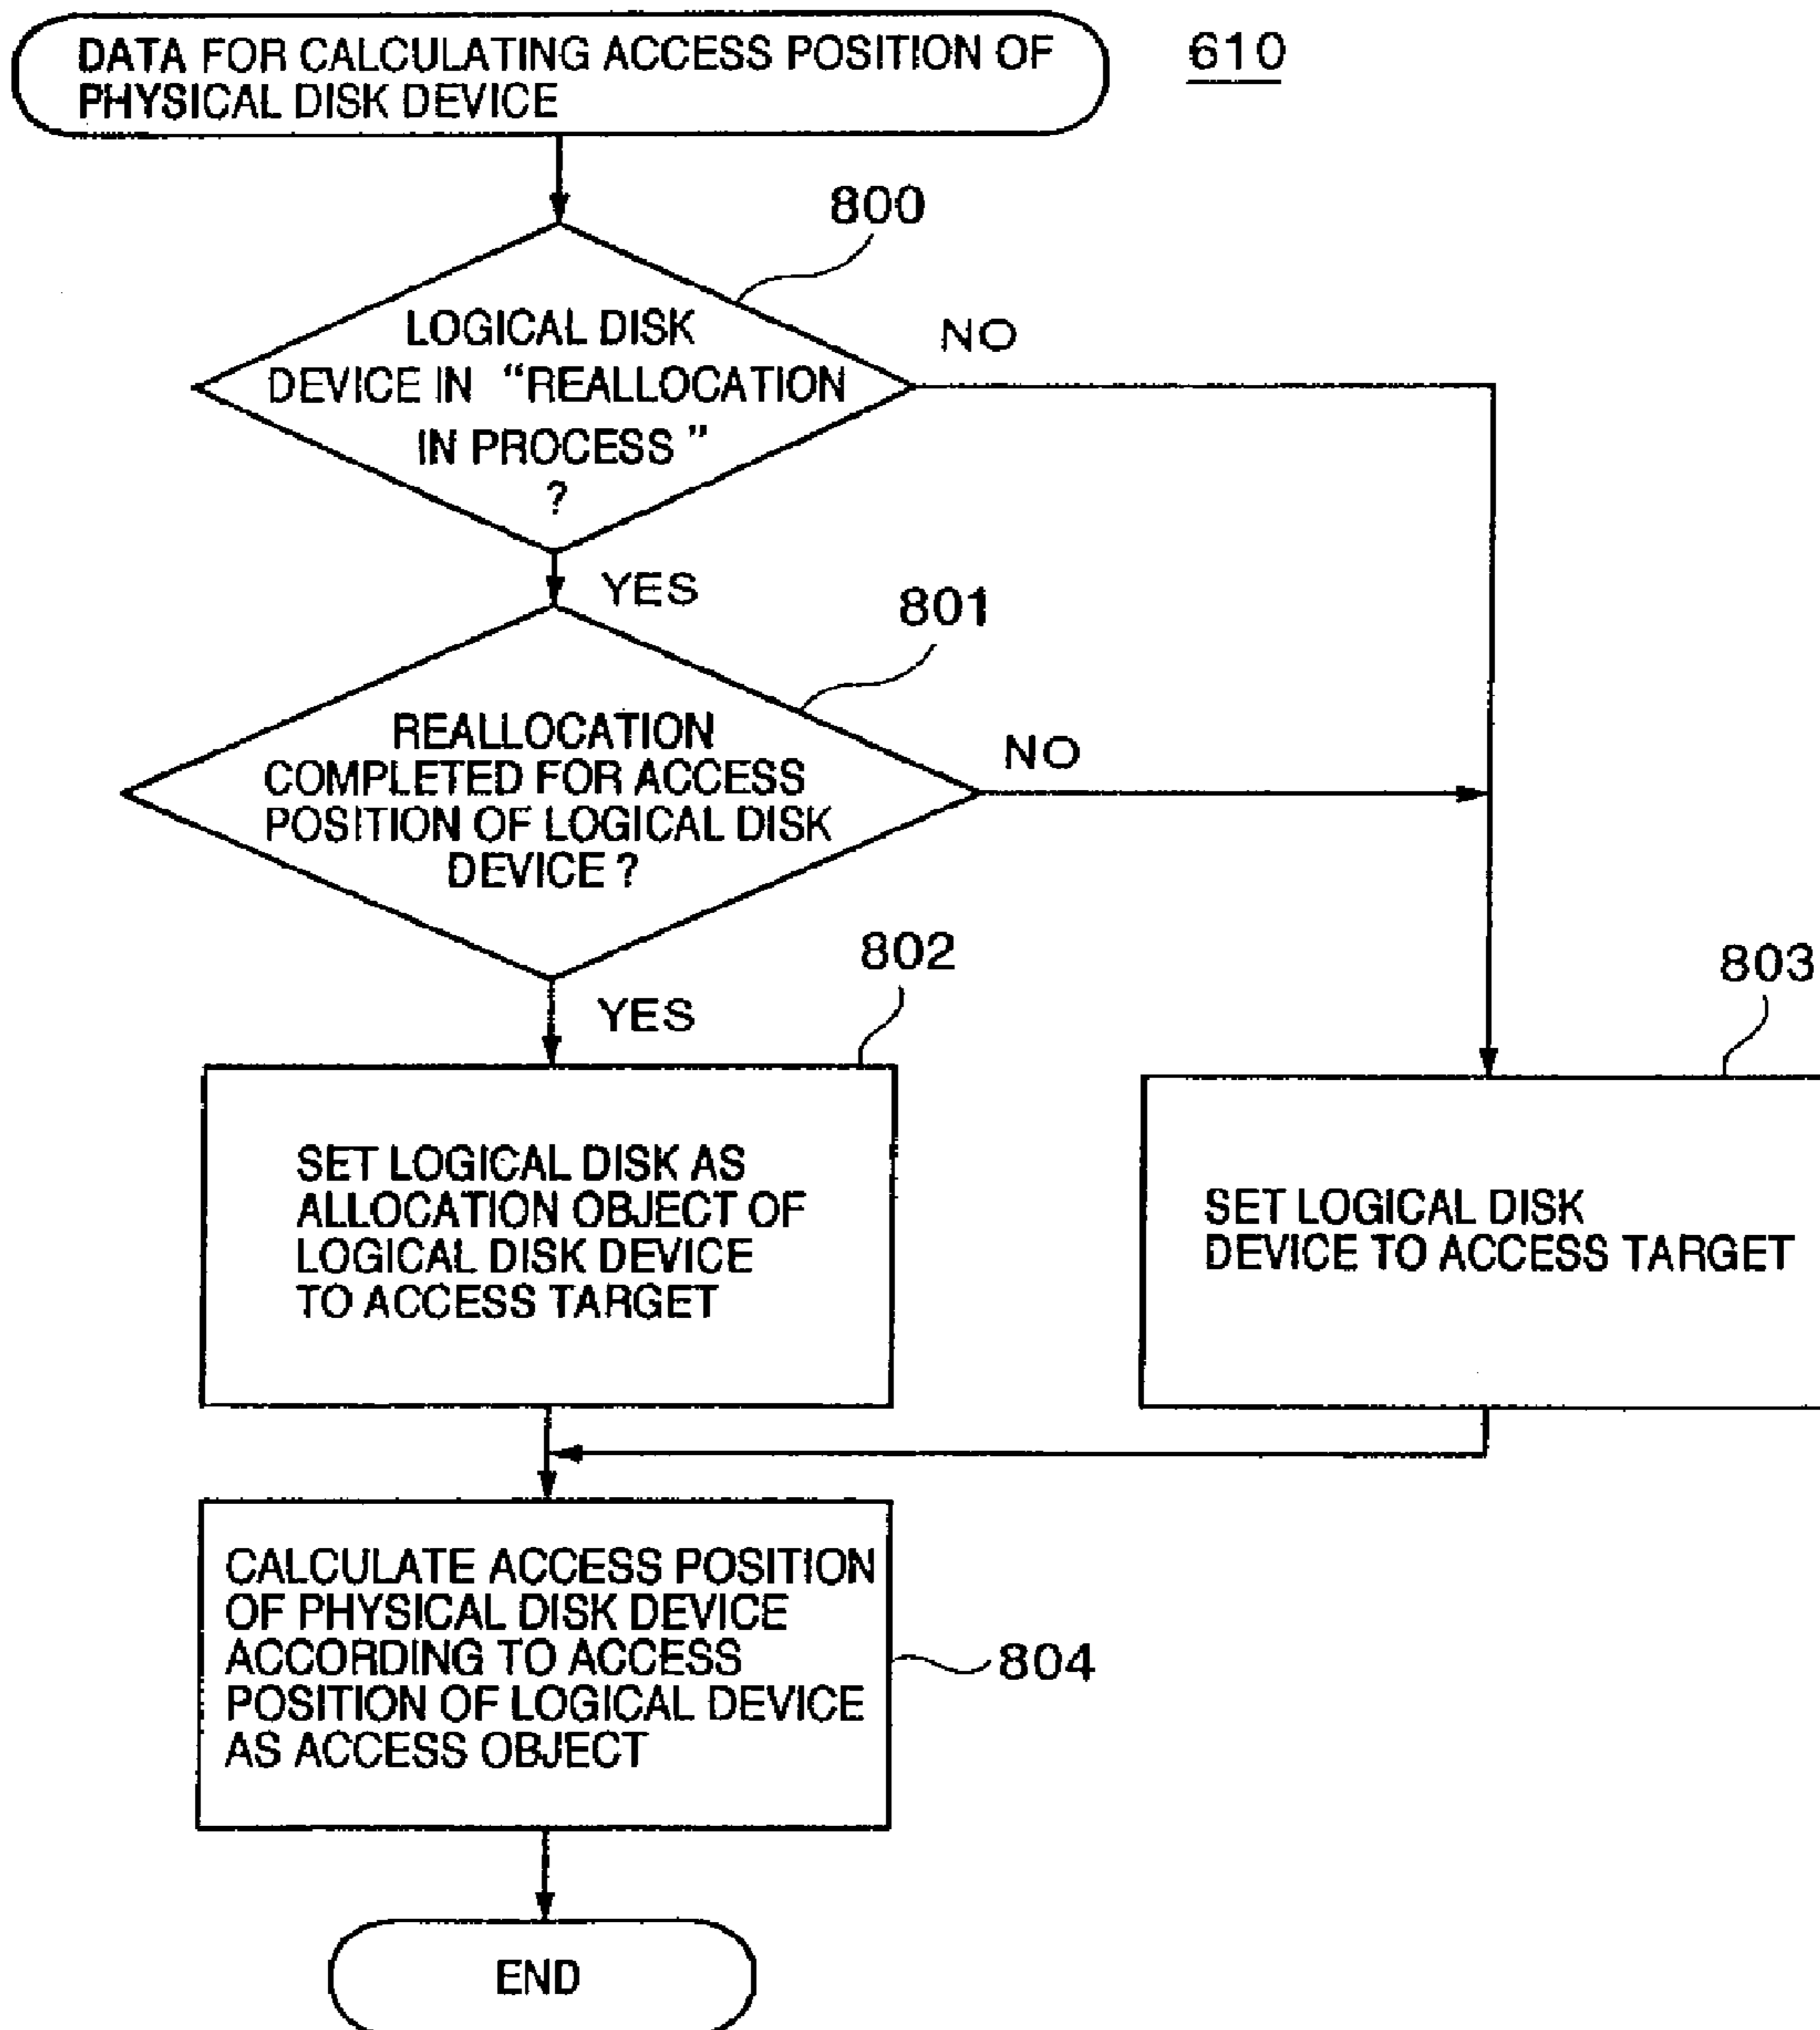 DATA FOR CALCULATING ACCESS POSITION OF
PHYSICAL DISK DEVICE
610
800
LOGICAL DISK
DEVICE IN "REALLOCATION
IN PROCESS"
?
NO
YES
801
REALLOCATION
COMPLETED FOR ACCESS
POSITION OF LOGICAL DISK
DEVICE ?
NO
YES
802
803
SET LOGICAL DISK AS
ALLOCATION OBJECT OF
LOGICAL DISK DEVICE
TO ACCESS TARGET
SET LOGICAL DISK
DEVICE TO ACCESS TARGET
CALCULATE ACCESS POSITION
OF PHYSICAL DISK DEVICE
ACCORDING TO ACCESS
POSITION OF LOGICAL DEVICE
AS ACCESS OBJECT
804
END